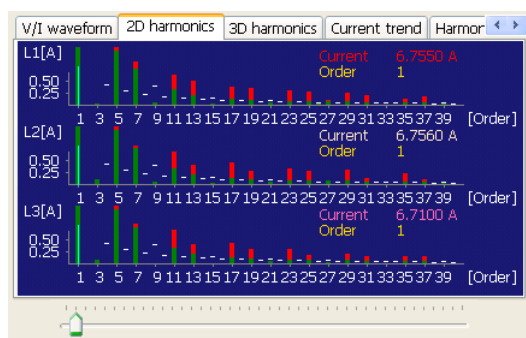 V/I waveform 2D harmonics 3D harmonics Current trend Harmor
L1[A] Current 6.7550 A
Order 1
0.50
0.25
1 3 5 7 9 11 13 15 17 19 21 23 25 27 29 31 33 35 37 39 [Order]
L2[A] Current 6.7560 A
Order 1
0.50
0.25
1 3 5 7 9 11 13 15 17 19 21 23 25 27 29 31 33 35 37 39 [Order]
L3[A] Current 6.7100 A
Order 1
0.50
0.25
1 3 5 7 9 11 13 15 17 19 21 23 25 27 29 31 33 35 37 39 [Order]